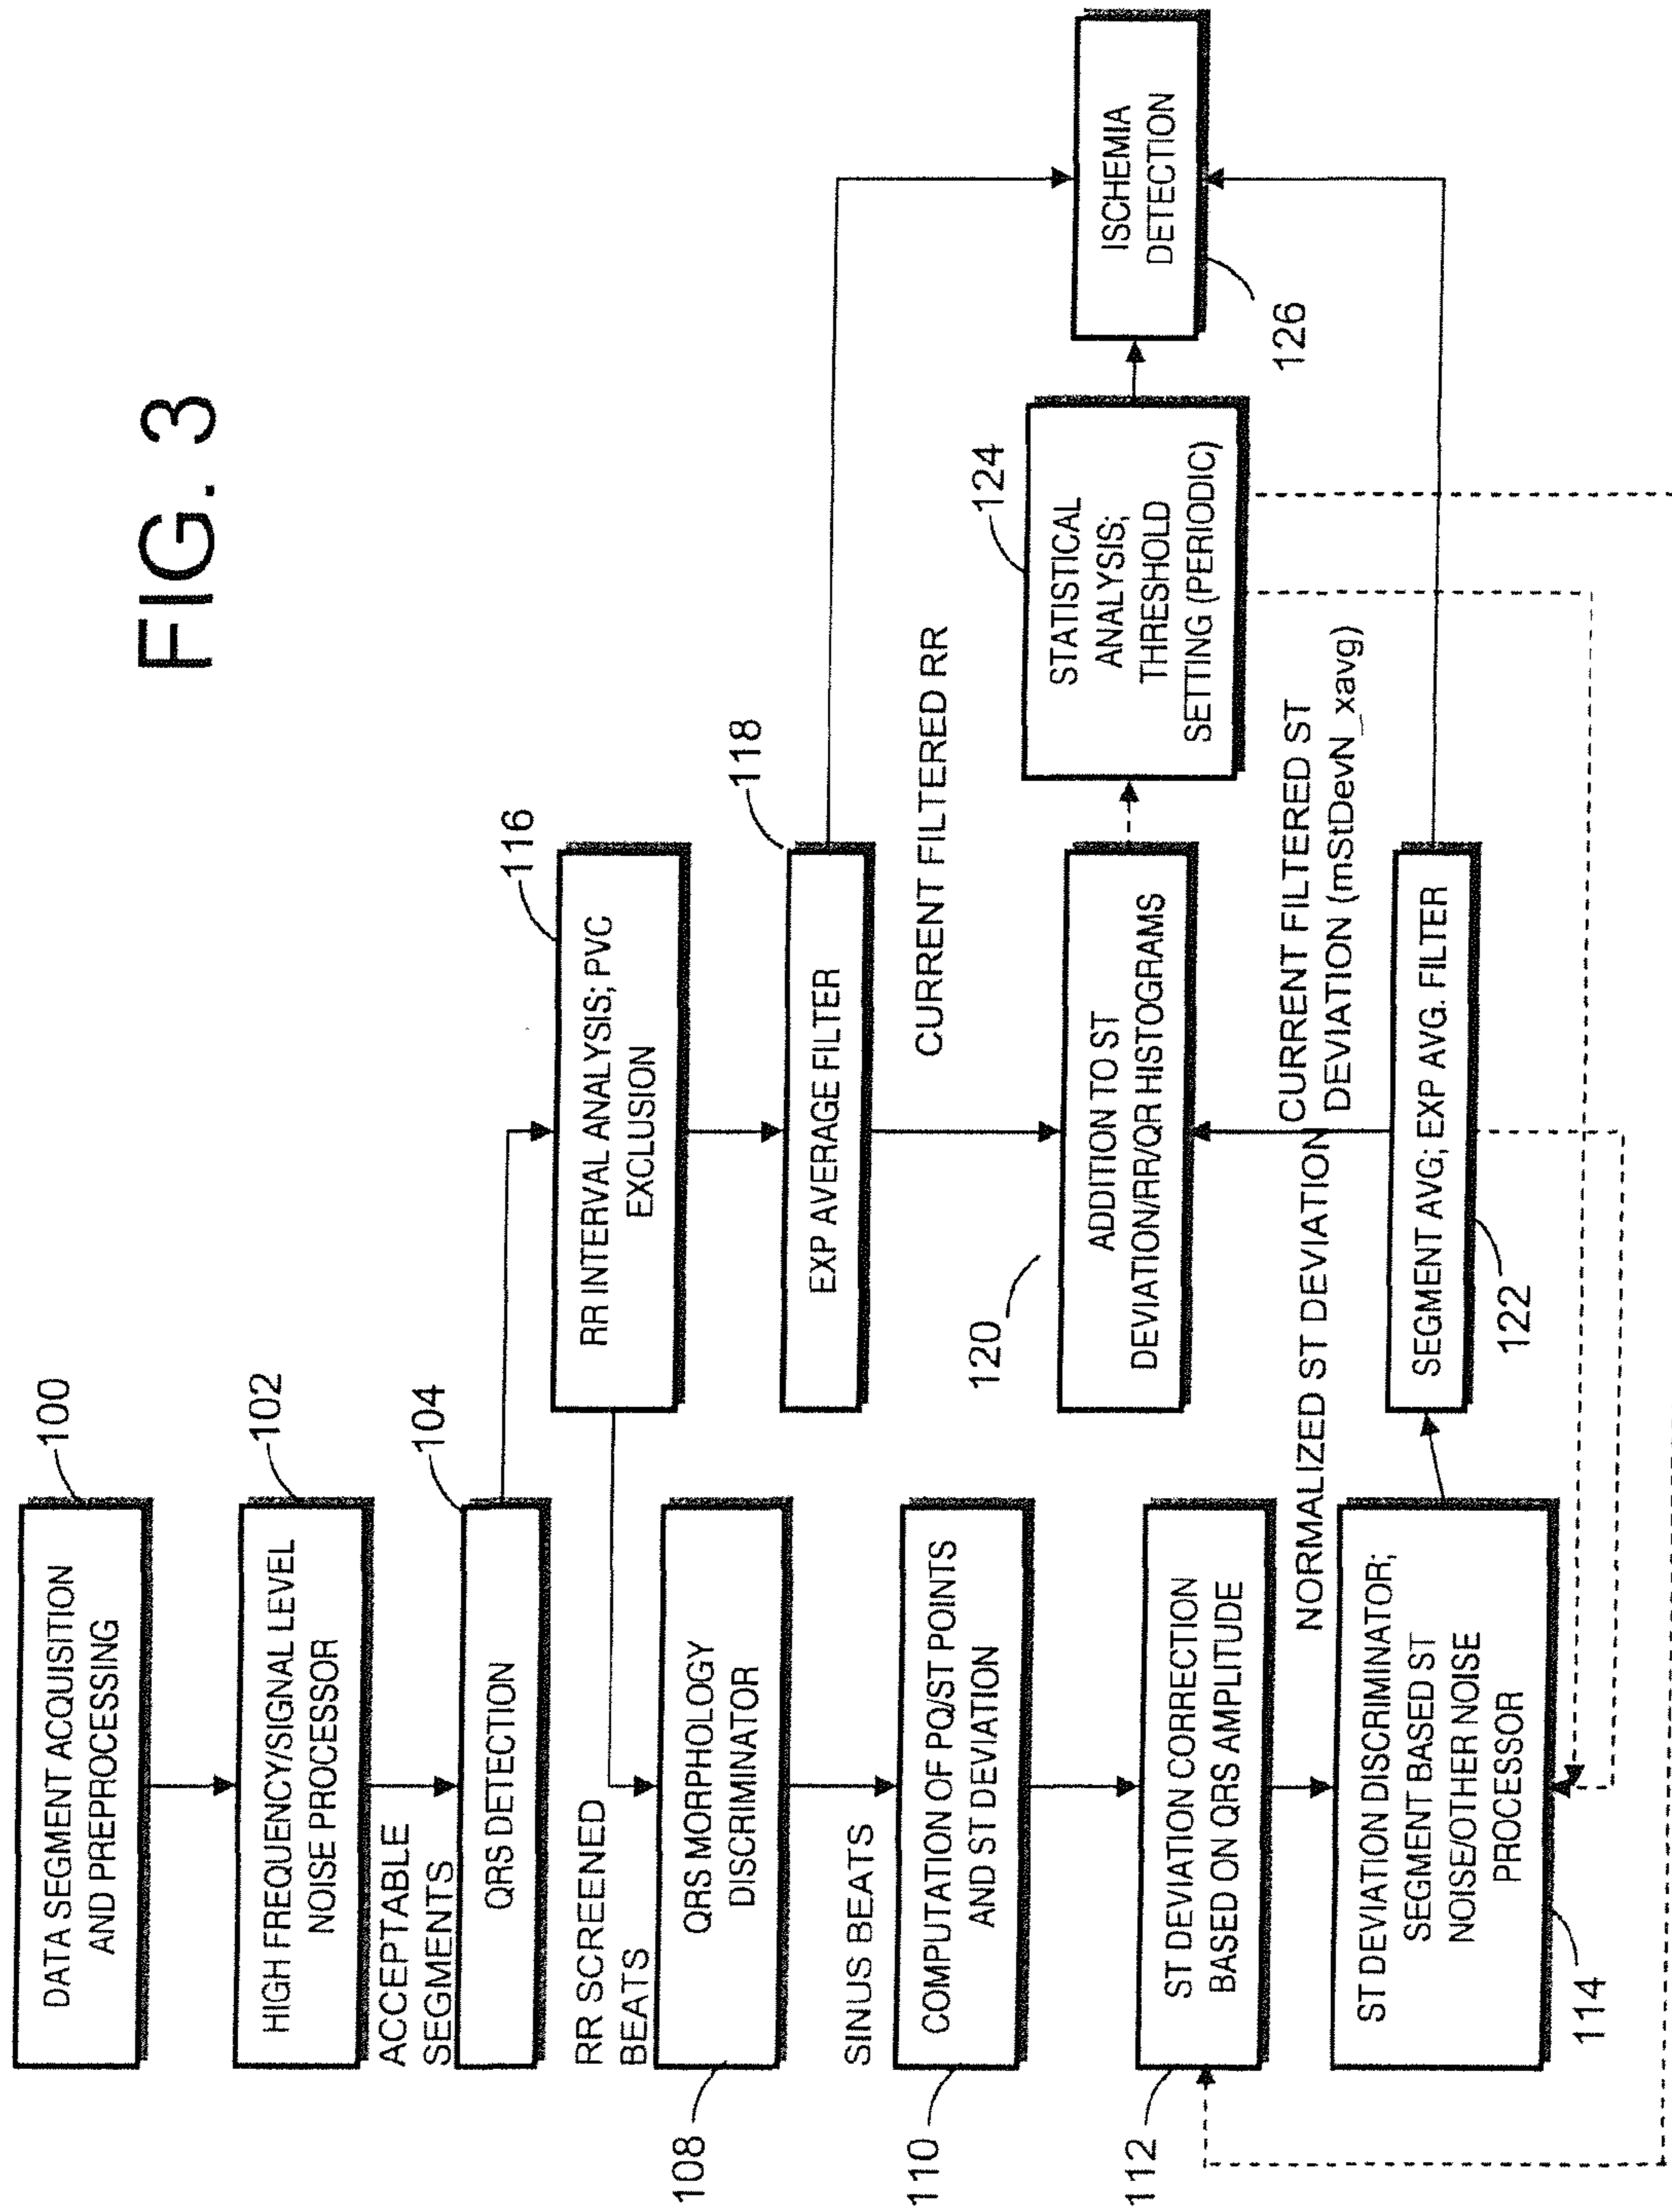 FIG. 3
100
DATA SEGMENT ACQUISITION
AND PREPROCESSING
102
HIGH FREQUENCY/SIGNAL LEVEL
NOISE PROCESSOR
ACCEPTABLE
SEGMENTS
104
QRS DETECTION
116
RR INTERVAL ANALYSIS; PVC
EXCLUSION
RR SCREENED
BEATS
108
QRS MORPHOLOGY
DISCRIMINATOR
118
EXP AVERAGE FILTER
CURRENT FILTERED RR
SINUS BEATS
110
COMPUTATION OF PQ/ST POINTS
AND ST DEVIATION
120
ADDITION TO ST
DEVIATION/RR/QR HISTOGRAMS
124
STATISTICAL
ANALYSIS;
THRESHOLD
SETTING (PERIODIC)
ISCHEMIA
DETECTION
126
112
ST DEVIATION CORRECTION
BASED ON QRS AMPLITUDE
NORMALIZED ST DEVIATION
CURRENT FILTERED ST
DEVIATION (mStDevN_xavg)
114
ST DEVIATION DISCRIMINATOR;
SEGMENT BASED ST
NOISE/OTHER NOISE
PROCESSOR
SEGMENT AVG; EXP AVG. FILTER
122